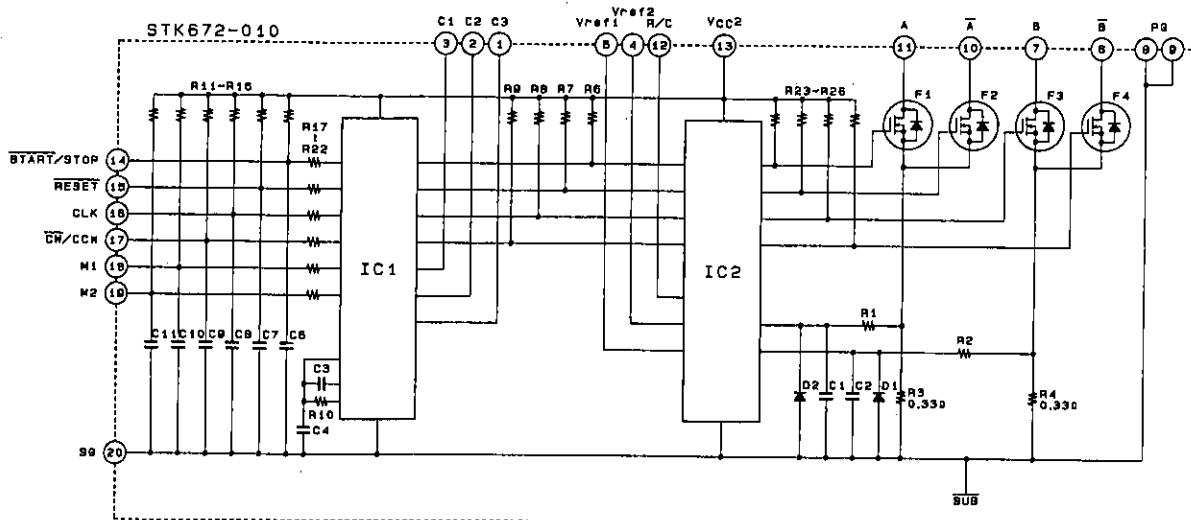 STK672-010
C1 C2 C3
Vref1 Vref2 R/C
VCC2
A A B B PG
3 2 1 5 4 12 13 11 10 7 6 8 9
R11~R16
R9 R8 R7 R6
R23~R26
F1 F2 F3 F4
R17
~
R22
START/STOP 14
RESET 15
CLK 16
CW/CCW 17
M1 18
M2 19
IC1
IC2
C11 C10 C9 C8 C7 C6
C3
R10
C4
R1
R2
D2 C1 C2 D1
R3
0.33Ω
R4
0.33Ω
SG 20
SUB